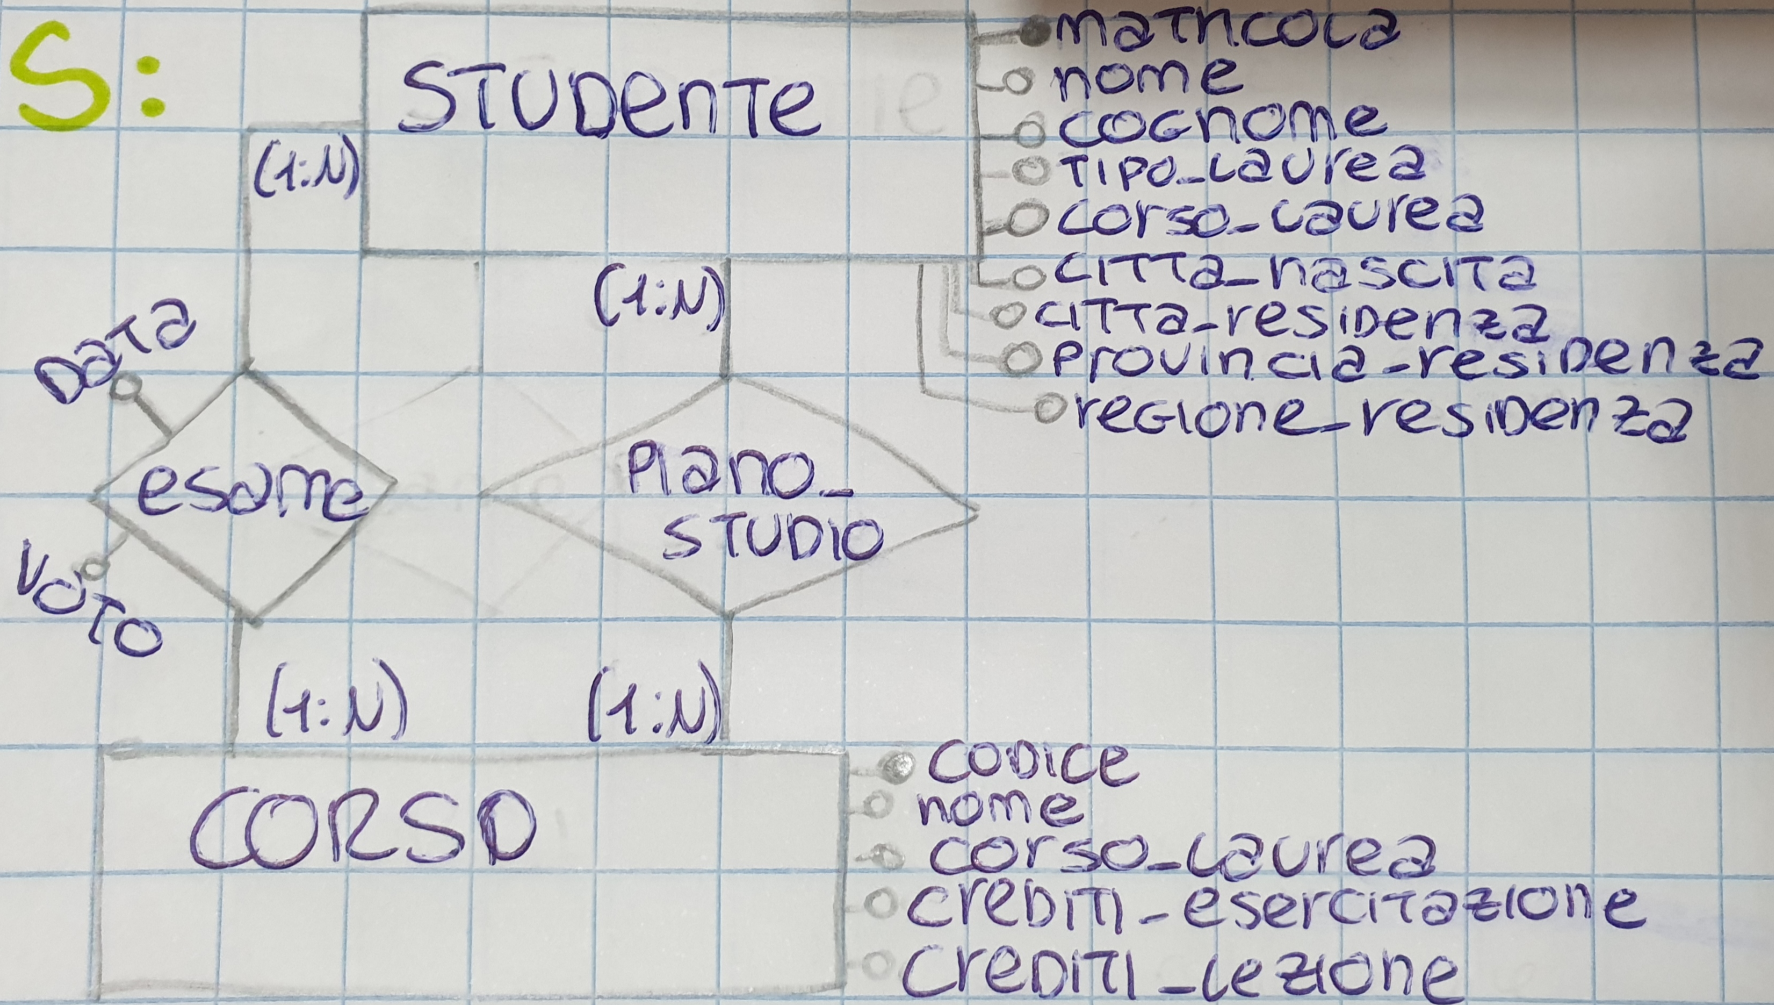 S:
STUDENTE
matricola
nome
cognome
TIPO_Laurea
corso_Laurea
CITTA_nascita
CITTA_residenza
Provincia_residenza
regione_residenza
(1:N)
(1:N)
Data
esame
Piano_
STUDIO
VOTO
(1:N)
(1:N)
CORSO
CODICE
nome
corso_Laurea
crediti_esercitazione
crediti_lezione